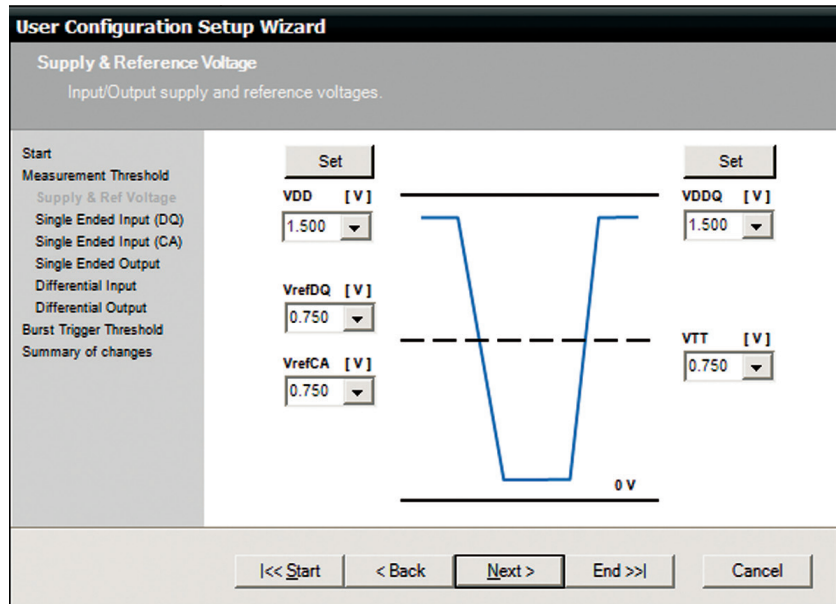 User Configuration Setup Wizard
Supply & Reference Voltage
Input/Output supply and reference voltages.
Start
Measurement Threshold
Supply & Ref Voltage
Single Ended Input (DQ)
Single Ended Input (CA)
Single Ended Output
Differential Input
Differential Output
Burst Trigger Threshold
Summary of changes
Set
VDD [V]
1.500
VrefDQ [V]
0.750
VrefCA [V]
0.750
0 V
Set
VDDQ [V]
1.500
VTT [V]
0.750
|<< Start
< Back
Next >
End >>|
Cancel